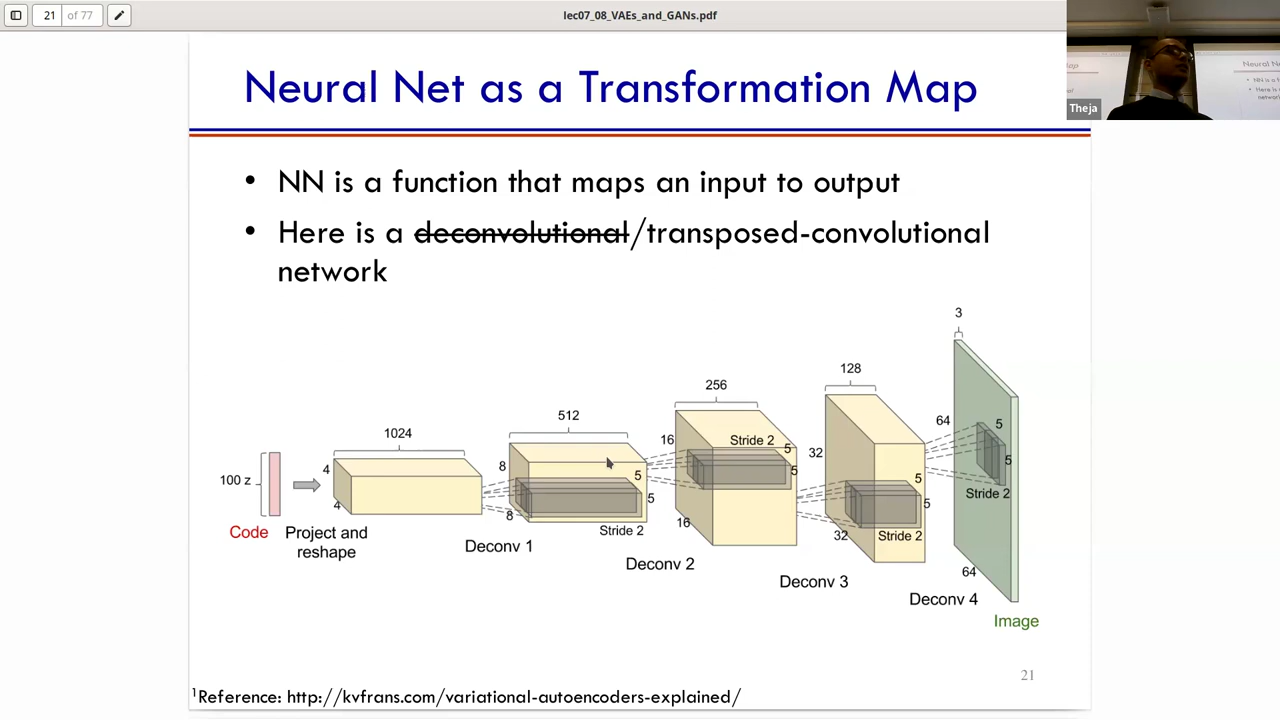 21 of 77
lec07_08_VAEs_and_GANs.pdf
Theja
Neural Net as a Transformation Map
• NN is a function that maps an input to output
• Here is a deconvolutional/transposed-convolutional
network
3
128
256
512
1024
64
5
5
Stride 2
16
Stride 2
5
5
32
8
5
5
Stride 2
5
5
Stride 2
4
4
100 z
8
16
32
64
Code
Project and
reshape
Deconv 1
Deconv 2
Deconv 3
Deconv 4
Image
21
1Reference: http://kvfrans.com/variational-autoencoders-explained/